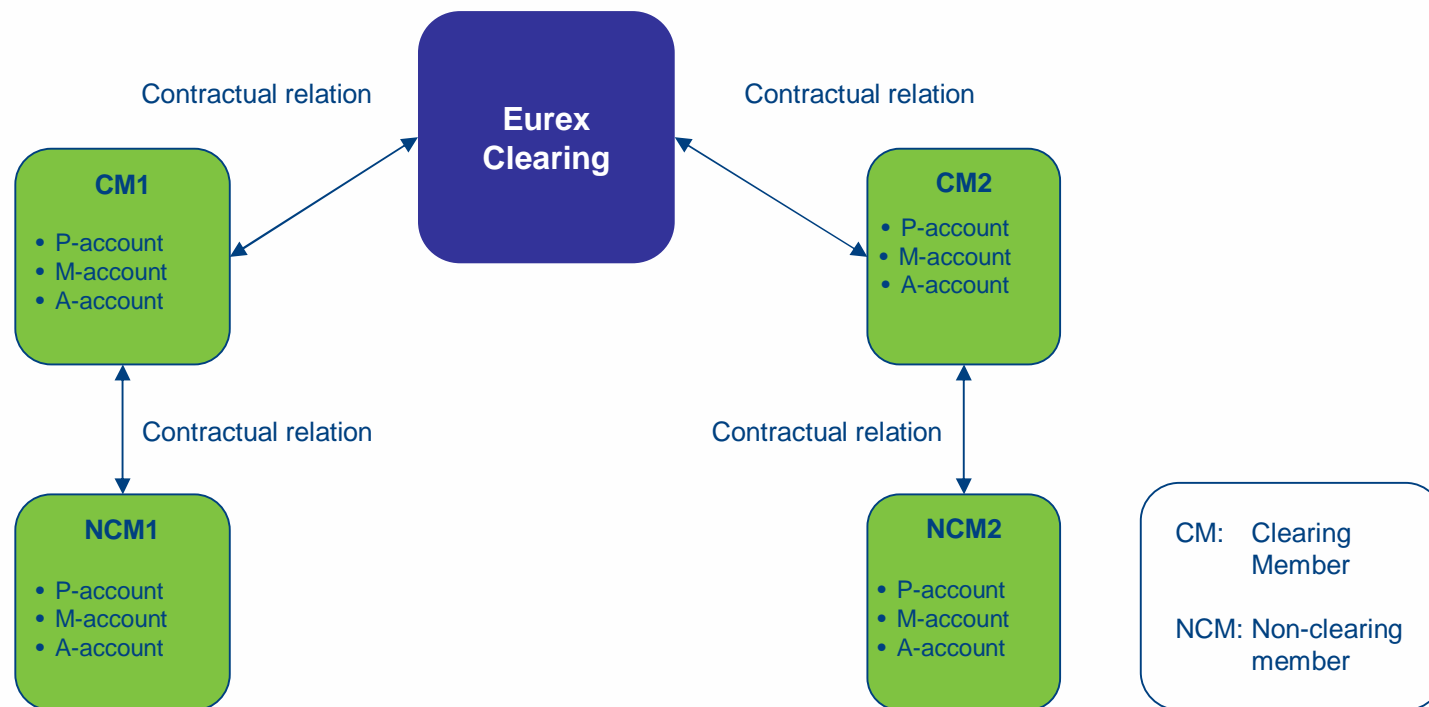 Contractual relation
Eurex
Clearing
Contractual relation
CM1
• P-account
• M-account
• A-account
CM2
• P-account
• M-account
• A-account
Contractual relation
Contractual relation
NCM1
• P-account
• M-account
• A-account
NCM2
• P-account
• M-account
• A-account
CM: Clearing
Member
NCM: Non-clearing
member